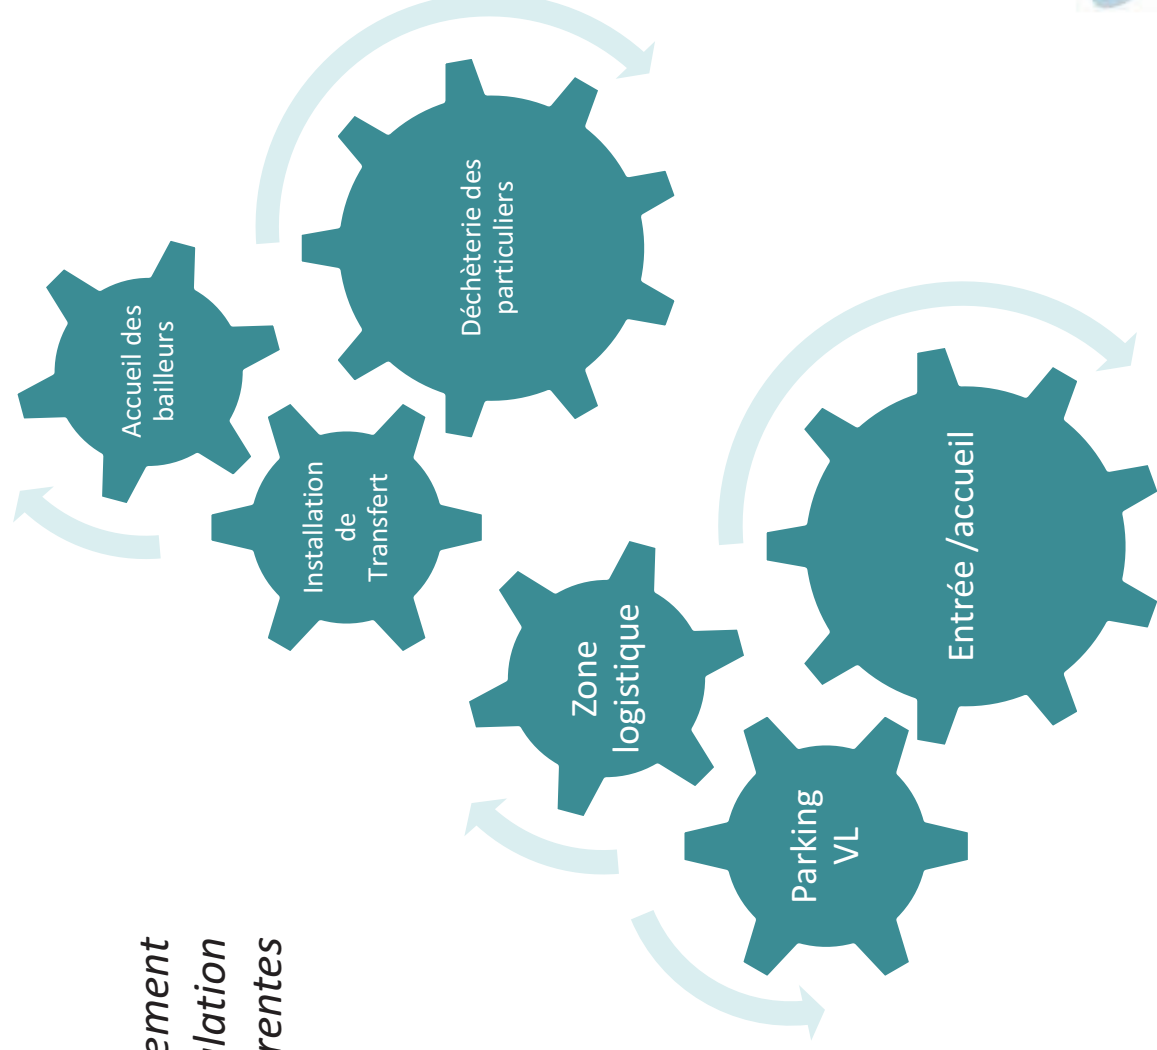 ement
lation
rentes
Accueil des
bailleurs
Installation
de
Transfert
Déchèterie des
particuliers
Zone
logistique
Parking
VL
Entrée /accueil